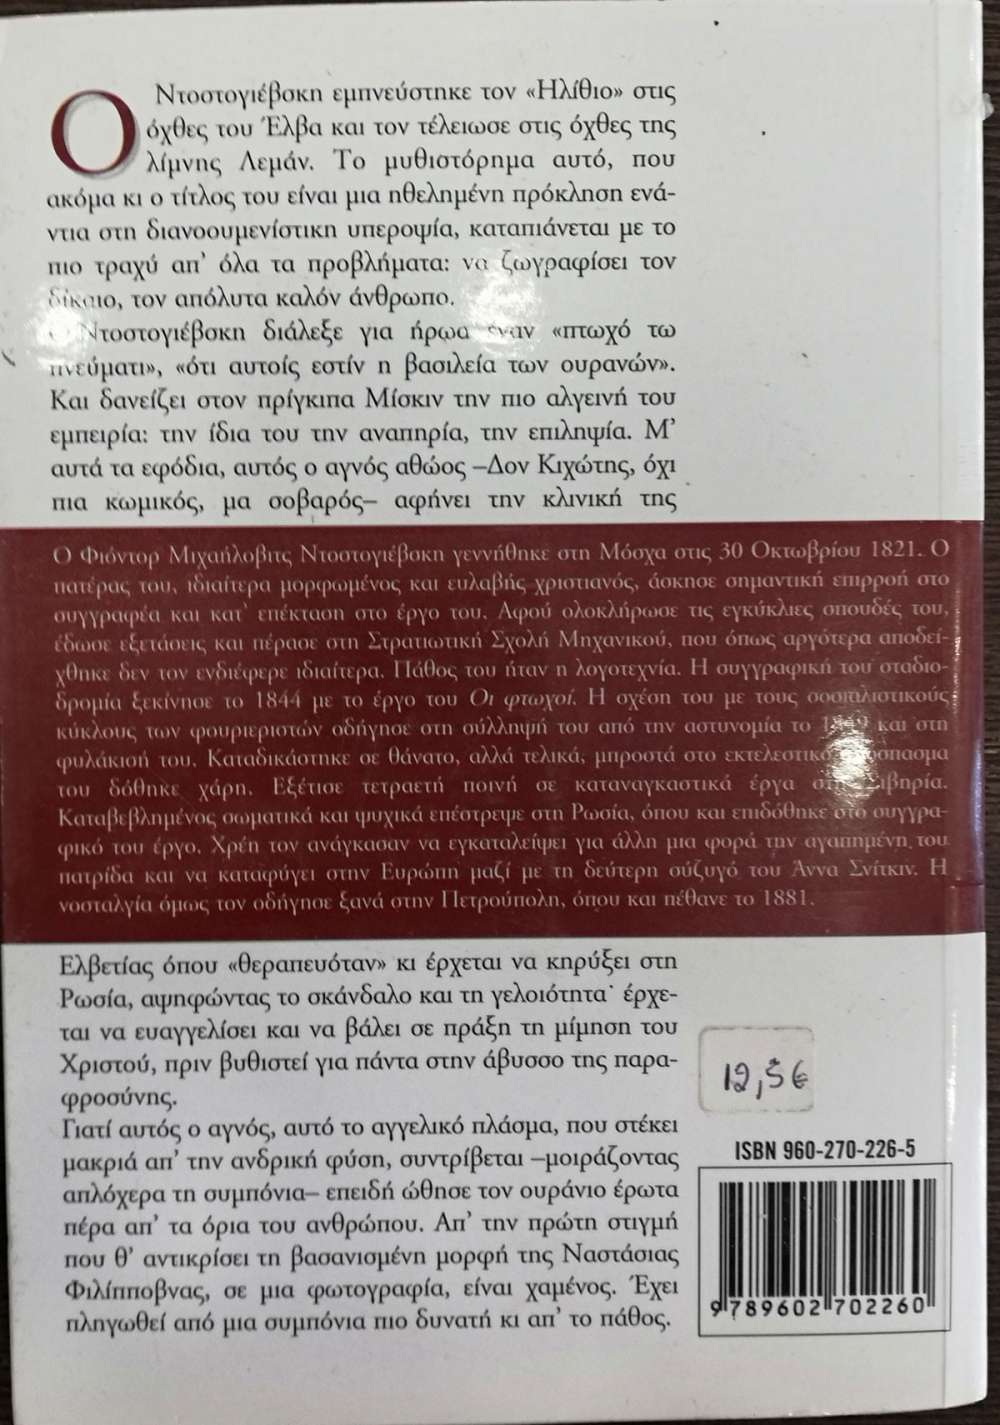 Ο Ντοστογιέβσκη εμπνεύστηκε τον «Ηλίθιο» στις
όχθες του Έλβα και τον τέλειωσε στις όχθες της
λίμνης Λεμάν. Το μυθιστόρημα αυτό, που
ακόμα κι ο τίτλος του είναι μια ηθελημένη πρόκληση ενά-
ντια στη διανοουμενίστικη υπεροψία, καταπιάνεται με το
πιο τραχύ απ’ όλα τα προβλήματα: να ζωγραφίσει τον
δίκαιο, τον απόλυτα καλόν άνθρωπο.
Ο Ντοστογιέβσκη διάλεξε για ήρωα έναν «πτωχό τω
πνεύματι», «ότι αυτοίς εστίν η βασιλεία των ουρανών».
Και δανείζει στον πρίγκιπα Μίσκιν την πιο αλγεινή του
εμπειρία: την ίδια του την αναπηρία, την επιληψία. Μ’
αυτά τα εφόδια, αυτός ο αγνός αθώος –Δον Κιχώτης, όχι
πια κωμικός, μα σοβαρός– αφήνει την κλινική της
Ο Φιόντορ Μιχαήλοβιτς Ντοστογιέβσκη γεννήθηκε στη Μόσχα στις 30 Οκτωβρίου 1821. Ο
πατέρας του, ιδιαίτερα μορφωμένος και ευλαβής χριστιανός, άσκησε σημαντική επιρροή στο
συγγραφέα και κατ’ επέκταση στο έργο του. Αφού ολοκλήρωσε τις εγκύκλιες σπουδές του,
έδωσε εξετάσεις και πέρασε στη Στρατιωτική Σχολή Μηχανικού, που όπως αργότερα αποδεί-
χθηκε δεν τον ενδιέφερε ιδιαίτερα. Πάθος του ήταν η λογοτεχνία. Η συγγραφική του σταδιο-
δρομία ξεκίνησε το 1844 με το έργο του Οι φτωχοί. Η σχέση του με τους σοσιαλιστικούς
κύκλους των φουριεριστών οδήγησε στη σύλληψή του από την αστυνομία το 1849 και στη
φυλάκισή του. Καταδικάστηκε σε θάνατο, αλλά τελικά, μπροστά στο εκτελεστικό απόσπασμα
του δόθηκε χάρη. Εξέτισε τετραετή ποινή σε καταναγκαστικά έργα στη Σιβηρία.
Καταβεβλημένος σωματικά και ψυχικά επέστρεψε στη Ρωσία, όπου και επιδόθηκε στο συγγρα-
φικό του έργο. Χρέη τον ανάγκασαν να εγκαταλείψει για άλλη μια φορά την αγαπημένη του
πατρίδα και να καταφύγει στην Ευρώπη μαζί με τη δεύτερη σύζυγό του Άννα Σνίτκιν. Η
νοσταλγία όμως τον οδήγησε ξανά στην Πετρούπολη, όπου και πέθανε το 1881.
Ελβετίας όπου «θεραπευόταν» κι έρχεται να κηρύξει στη
Ρωσία, αψηφώντας το σκάνδαλο και τη γελοιότητα· έρχε-
ται να ευαγγελίσει και να βάλει σε πράξη τη μίμηση του
Χριστού, πριν βυθιστεί για πάντα στην άβυσσο της παρα-
φροσύνης.
Γιατί αυτός ο αγνός, αυτό το αγγελικό πλάσμα, που στέκει
μακριά απ’ την ανδρική φύση, συντρίβεται –μοιράζοντας
απλόχερα τη συμπόνια– επειδή ώθησε τον ουράνιο έρωτα
πέρα απ’ τα όρια του ανθρώπου. Απ’ την πρώτη στιγμή
που θ’ αντικρίσει τη βασανισμένη μορφή της Ναστάσιας
Φιλίπποβνας, σε μια φωτογραφία, είναι χαμένος. Έχει
πληγωθεί από μια συμπόνια πιο δυνατή κι απ’ το πάθος.
12,5€
ISBN 960-270-226-5
9 789602 702260